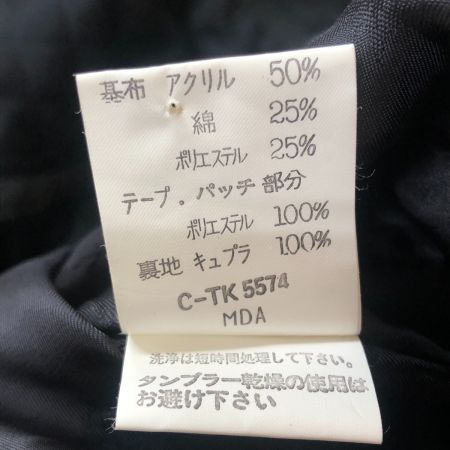 基布 アクリル 50%
綿 25%
ポリエステル 25%
テープ.パッチ部分
ポリエステル 100%
裏地 キュプラ 100%
C-TK 5574
MDA
洗浄は短時間処理して下さい。
タンブラー乾燥の使用は
お避け下さい